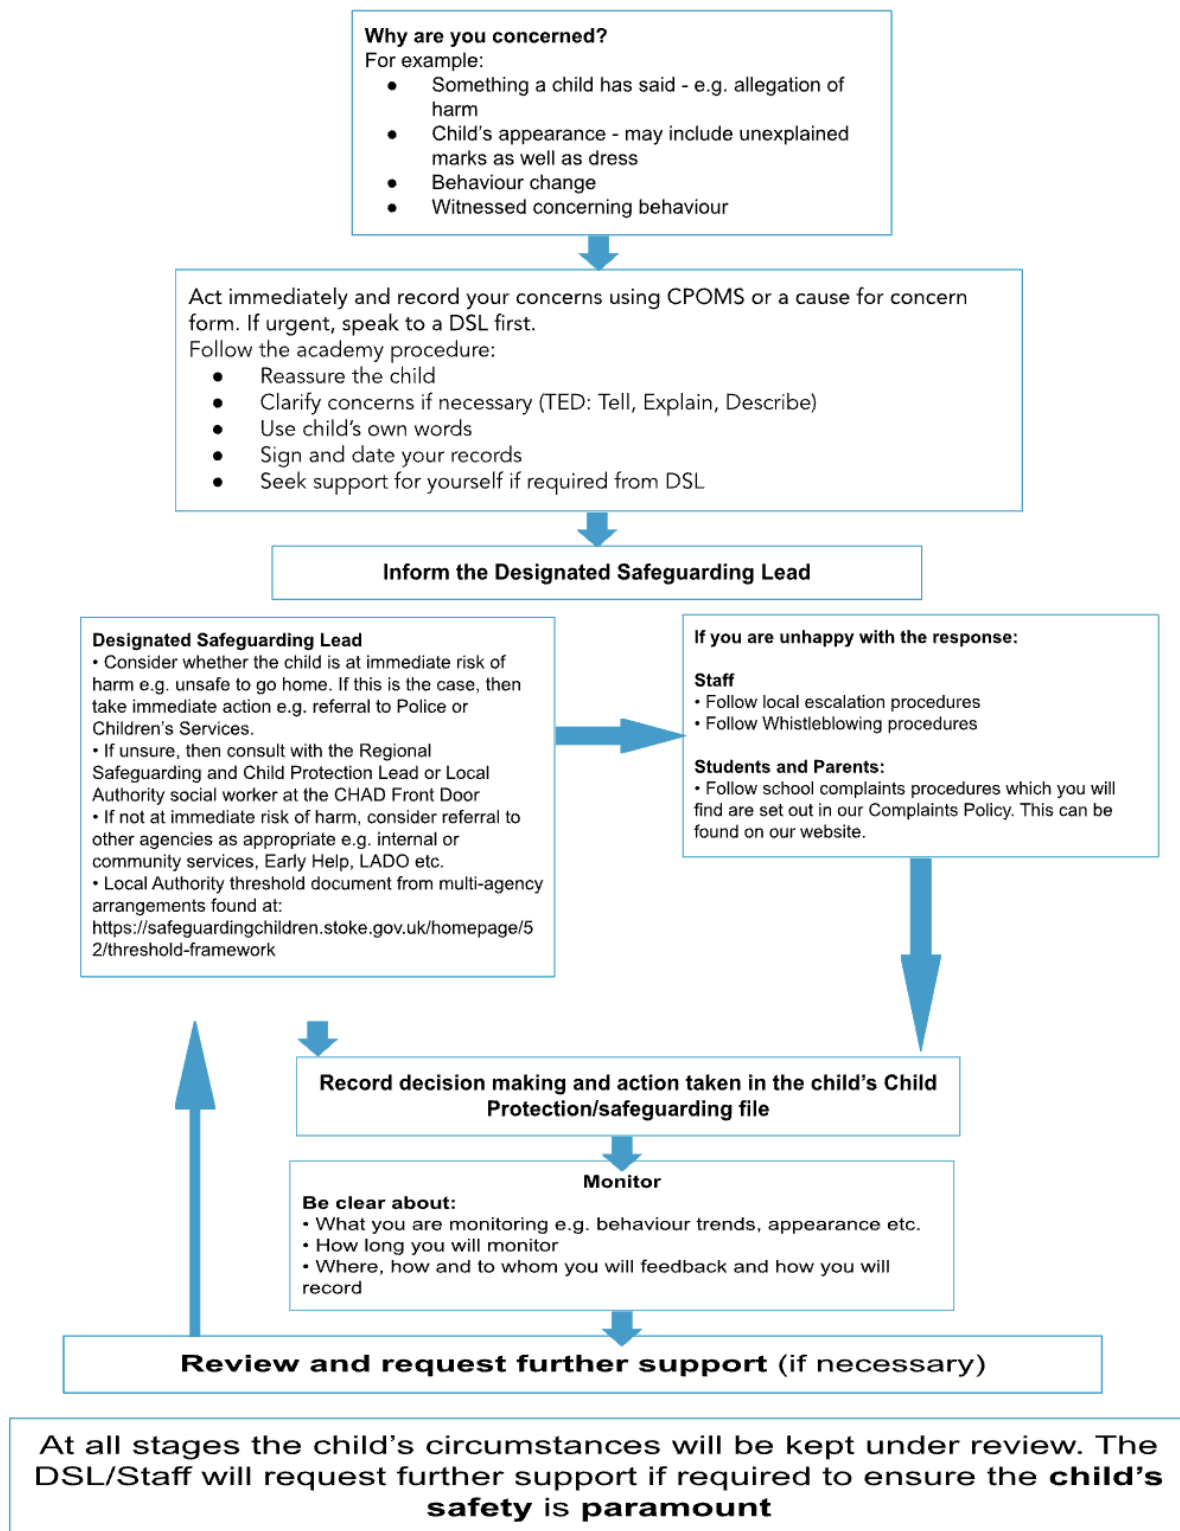 Why are you concerned?
For example:
● Something a child has said - e.g. allegation of
harm
● Child's appearance - may include unexplained
marks as well as dress
● Behaviour change
● Witnessed concerning behaviour
Act immediately and record your concerns using CPOMS or a cause for concern
form. If urgent, speak to a DSL first.
Follow the academy procedure:
● Reassure the child
● Clarify concerns if necessary (TED: Tell, Explain, Describe)
● Use child's own words
● Sign and date your records
● Seek support for yourself if required from DSL
Inform the Designated Safeguarding Lead
Designated Safeguarding Lead
• Consider whether the child is at immediate risk of
harm e.g. unsafe to go home. If this is the case, then
take immediate action e.g. referral to Police or
Children's Services.
• If unsure, then consult with the Regional
Safeguarding and Child Protection Lead or Local
Authority social worker at the CHAD Front Door
• If not at immediate risk of harm, consider referral to
other agencies as appropriate e.g. internal or
community services, Early Help, LADO etc.
• Local Authority threshold document from multi-agency
arrangements found at:
https://safeguardingchildren.stoke.gov.uk/homepage/5
2/threshold-framework
If you are unhappy with the response:
Staff
• Follow local escalation procedures
• Follow Whistleblowing procedures
Students and Parents:
• Follow school complaints procedures which you will
find are set out in our Complaints Policy. This can be
found on our website.
Record decision making and action taken in the child's Child
Protection/safeguarding file
Monitor
Be clear about:
• What you are monitoring e.g. behaviour trends, appearance etc.
• How long you will monitor
• Where, how and to whom you will feedback and how you will
record
Review and request further support (if necessary)
At all stages the child's circumstances will be kept under review. The
DSL/Staff will request further support if required to ensure the child's
safety is paramount